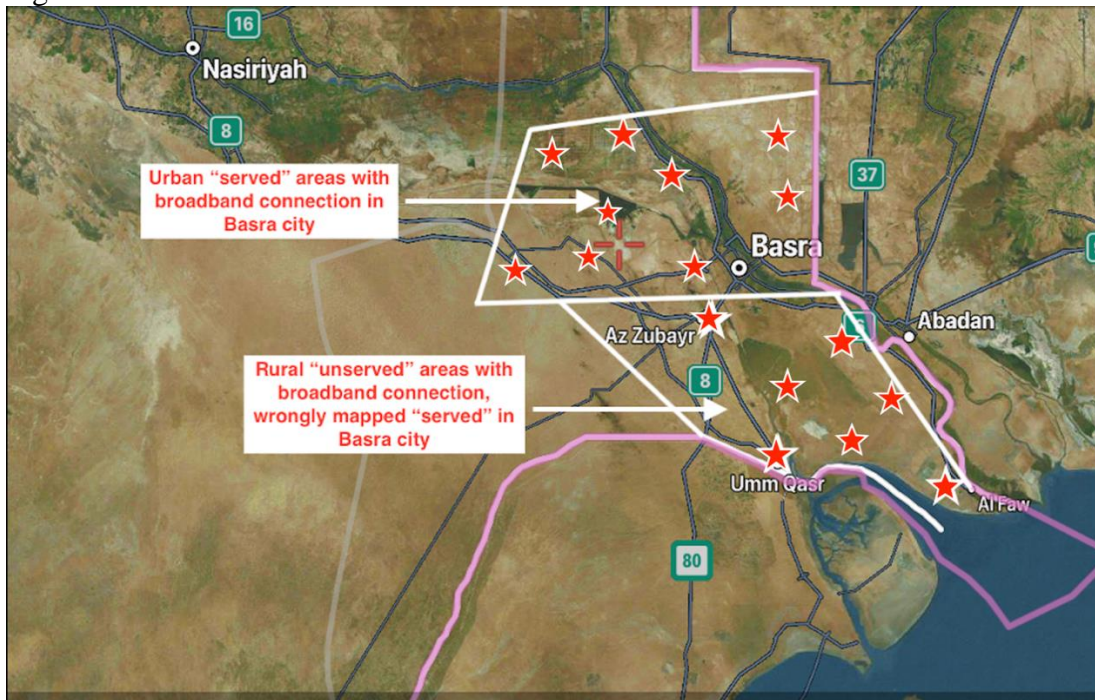 16
Nasiriyah
8
Urban “served” areas with
broadband connection in
Basra city
37
Basra
Az Zubayr
Abadan
8
Rural “unserved” areas with
broadband connection,
wrongly mapped “served” in
Basra city
Umm Qasr
Al Faw
80